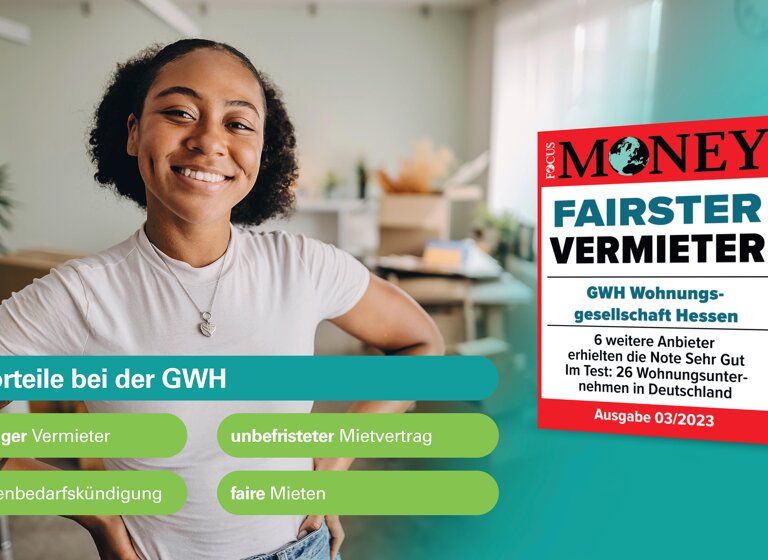 orteile bei der GWH
ger Vermieter
unbefristeter Mietvertrag
enbedarfskündigung
faire Mieten
FOCUS MONEY
FAIRSTER
VERMIETER
GWH Wohnungs-
gesellschaft Hessen
6 weitere Anbieter
erhielten die Note Sehr Gut
Im Test: 26 Wohnungsunter-
nehmen in Deutschland
Ausgabe 03/2023